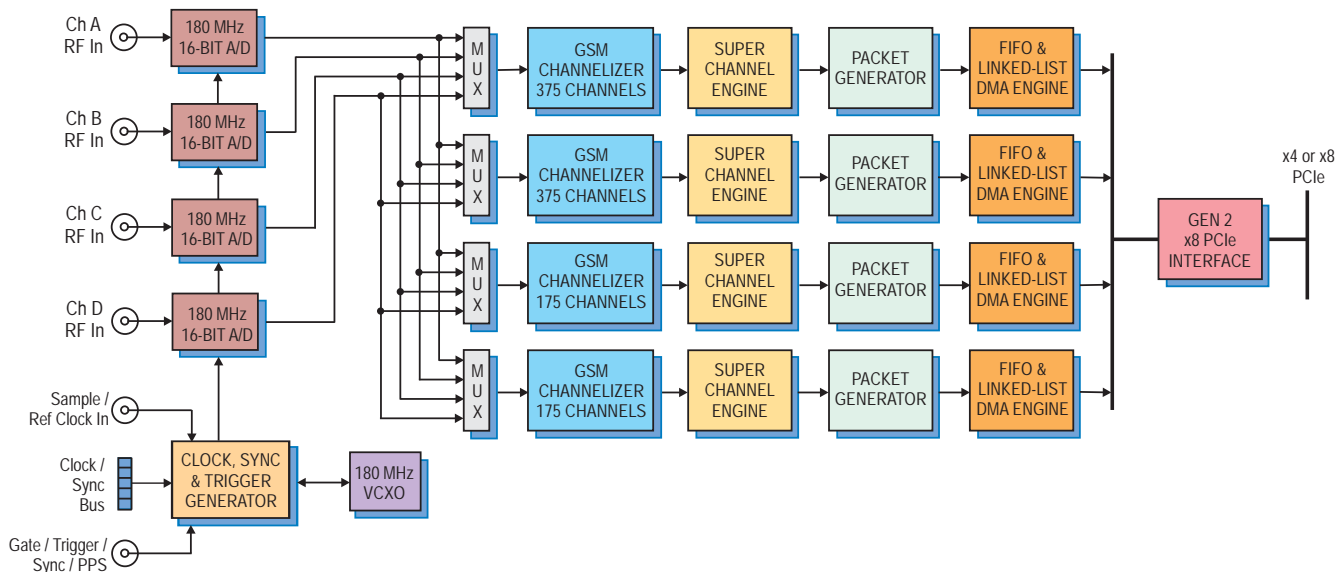 Ch A
RF In
180 MHz
16-BIT A/D
Ch B
RF In
180 MHz
16-BIT A/D
Ch C
RF In
180 MHz
16-BIT A/D
Ch D
RF In
180 MHz
16-BIT A/D
Sample /
Ref Clock In
Clock /
Sync
Bus
Gate / Trigger /
Sync / PPS
CLOCK, SYNC
& TRIGGER
GENERATOR
180 MHz
VCXO
M
U
X
GSM
CHANNELIZER
375 CHANNELS
SUPER
CHANNEL
ENGINE
PACKET
GENERATOR
FIFO &
LINKED-LIST
DMA ENGINE
M
U
X
GSM
CHANNELIZER
375 CHANNELS
SUPER
CHANNEL
ENGINE
PACKET
GENERATOR
FIFO &
LINKED-LIST
DMA ENGINE
M
U
X
GSM
CHANNELIZER
175 CHANNELS
SUPER
CHANNEL
ENGINE
PACKET
GENERATOR
FIFO &
LINKED-LIST
DMA ENGINE
M
U
X
GSM
CHANNELIZER
175 CHANNELS
SUPER
CHANNEL
ENGINE
PACKET
GENERATOR
FIFO &
LINKED-LIST
DMA ENGINE
GEN 2
x8 PCIe
INTERFACE
x4 or x8
PCIe